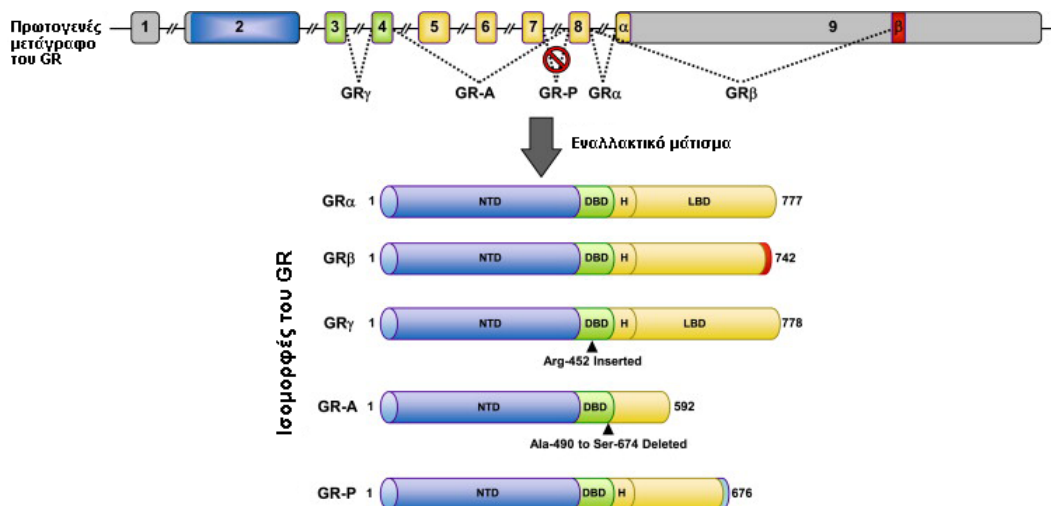 Πρωτογενές
μετάγραφο
του GR
1 2 3 4 5 6 7 8 α 9 β
GRγ GR-A GR-P GRα GRβ
Εναλλακτικό μάτισμα
Ισομορφές του GR
GRα 1 NTD DBD H LBD 777
GRβ 1 NTD DBD H 742
GRγ 1 NTD DBD H LBD 778
Arg-452 Inserted
GR-A 1 NTD DBD 592
Ala-490 to Ser-674 Deleted
GR-P 1 NTD DBD H 676